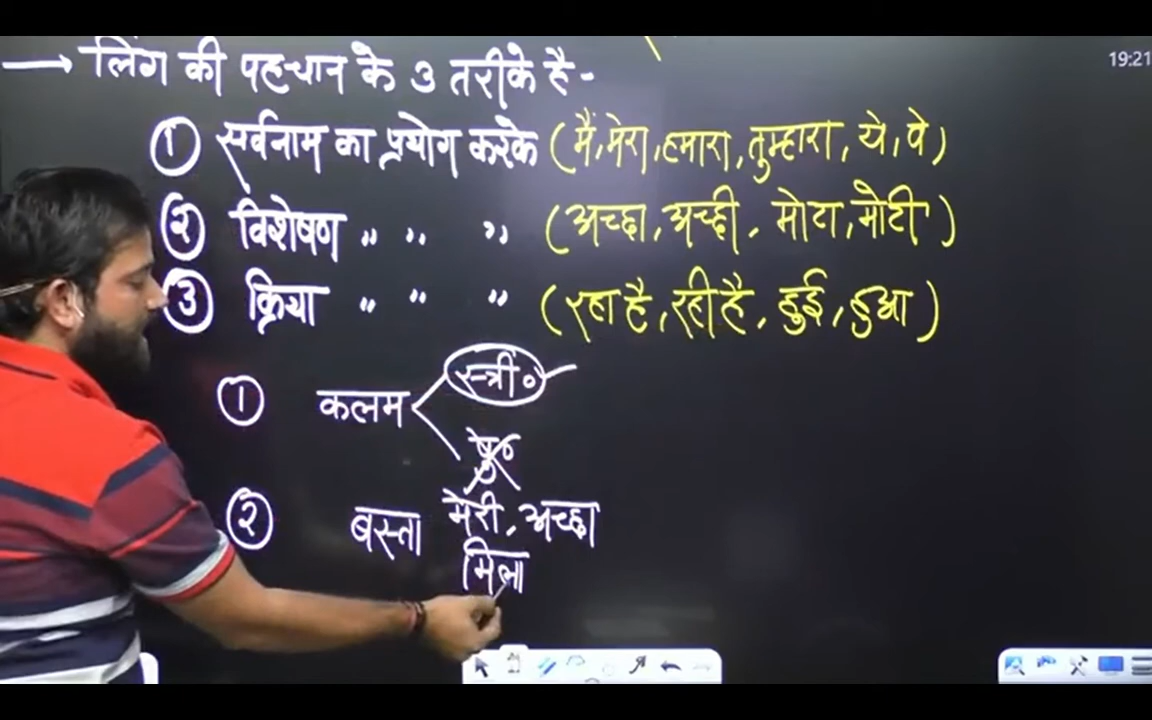 19:21
→ लिंग की पहचान के 3 तरीके है -
① सर्वनाम का प्रयोग करके (मैं, मेरा, हमारा, तुम्हारा, ये, वे)
② विशेषण " " " (अच्छा, अच्छी, मोटा, मोटी)
③ क्रिया " " " (रहा है, रही है, हुई, हुआ)
① कलम स्त्री॰
पु॰
② बस्ता मेरी, अच्छा
मिला